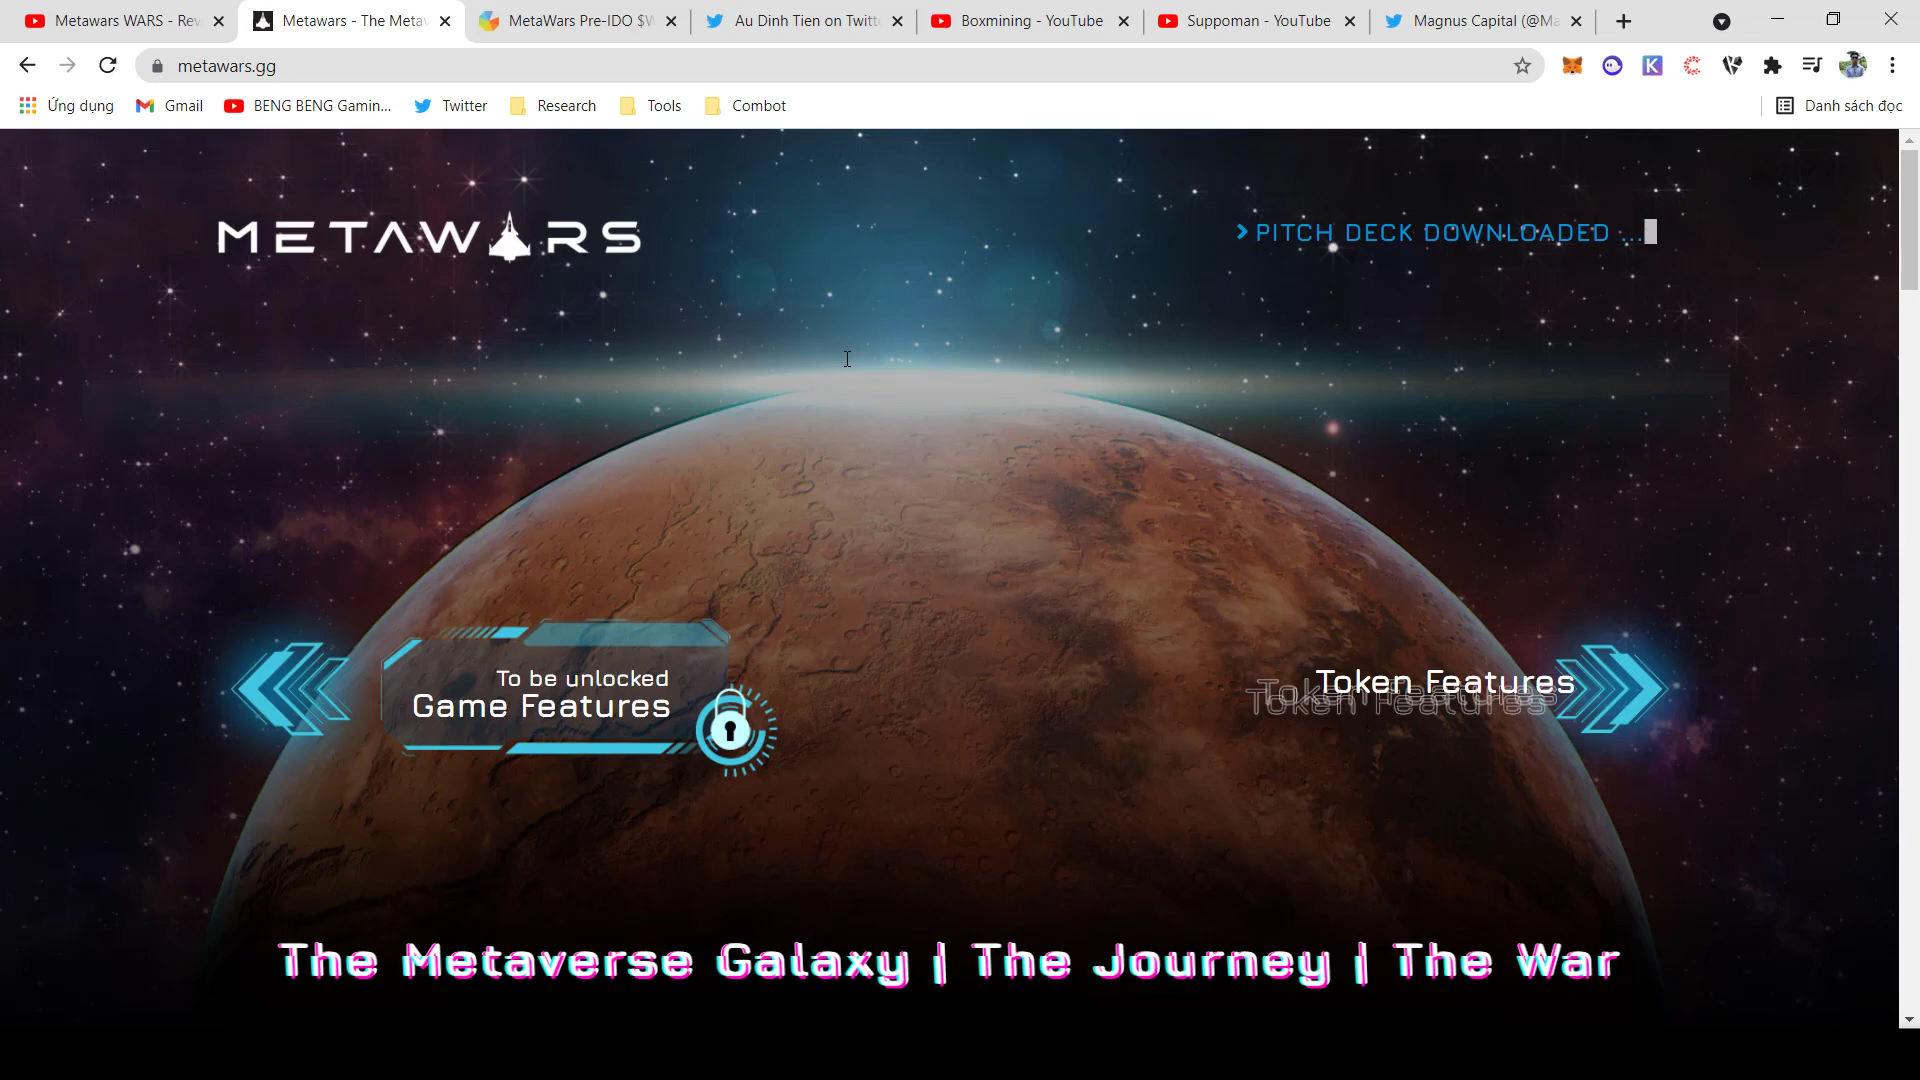 Metawars WARS - Rev
Metawars - The Metav
MetaWars Pre-IDO $W
Au Dinh Tien on Twitt
Boxmining - YouTube
Suppoman - YouTube
Magnus Capital (@Ma
metawars.gg
Ứng dụng
Gmail
BENG BENG Gamin...
Twitter
Research
Tools
Combot
Danh sách đọc
METAWARS
PITCH DECK DOWNLOADED ...
To be unlocked
Game Features
Token Features
The Metaverse Galaxy | The Journey | The War